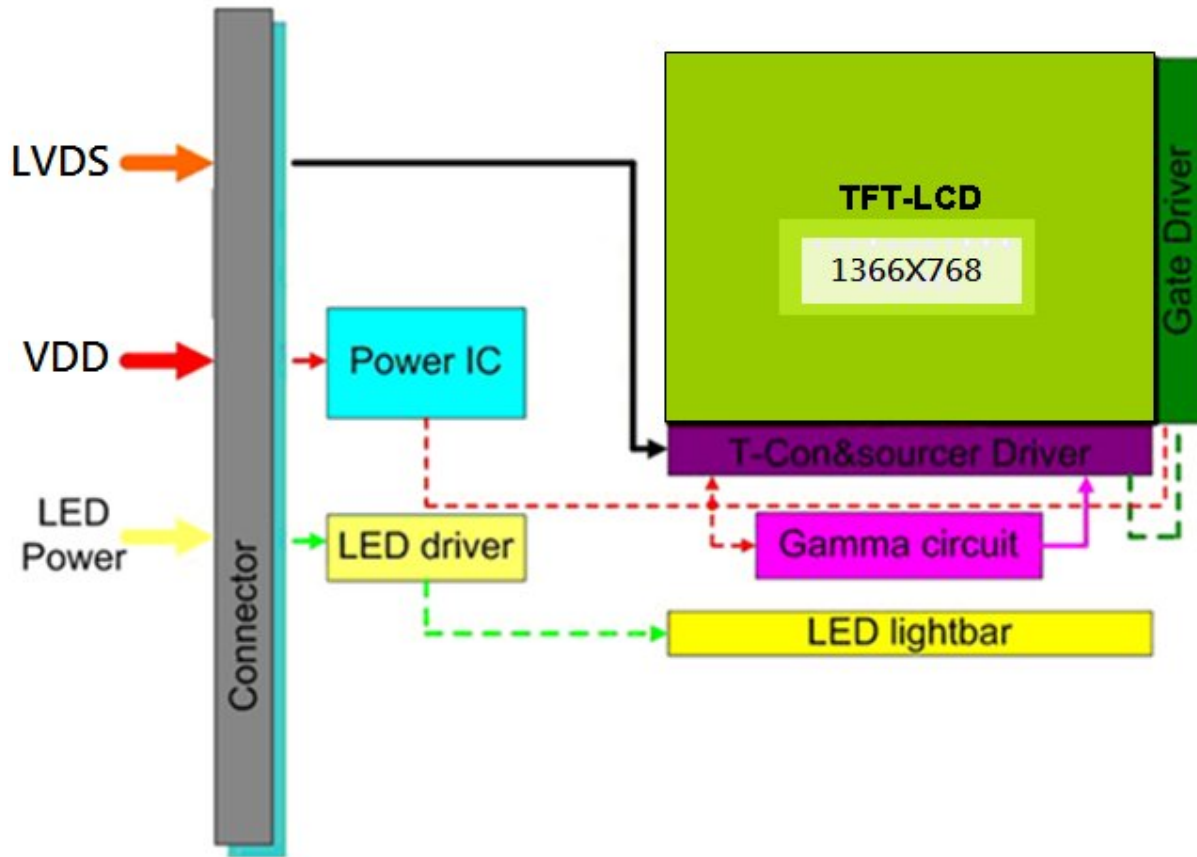 LVDS
VDD
LED
Power
Connector
Power IC
LED driver
TFT-LCD
1366X768
Gate Driver
T-Con&sourcer Driver
Gamma circuit
LED lightbar